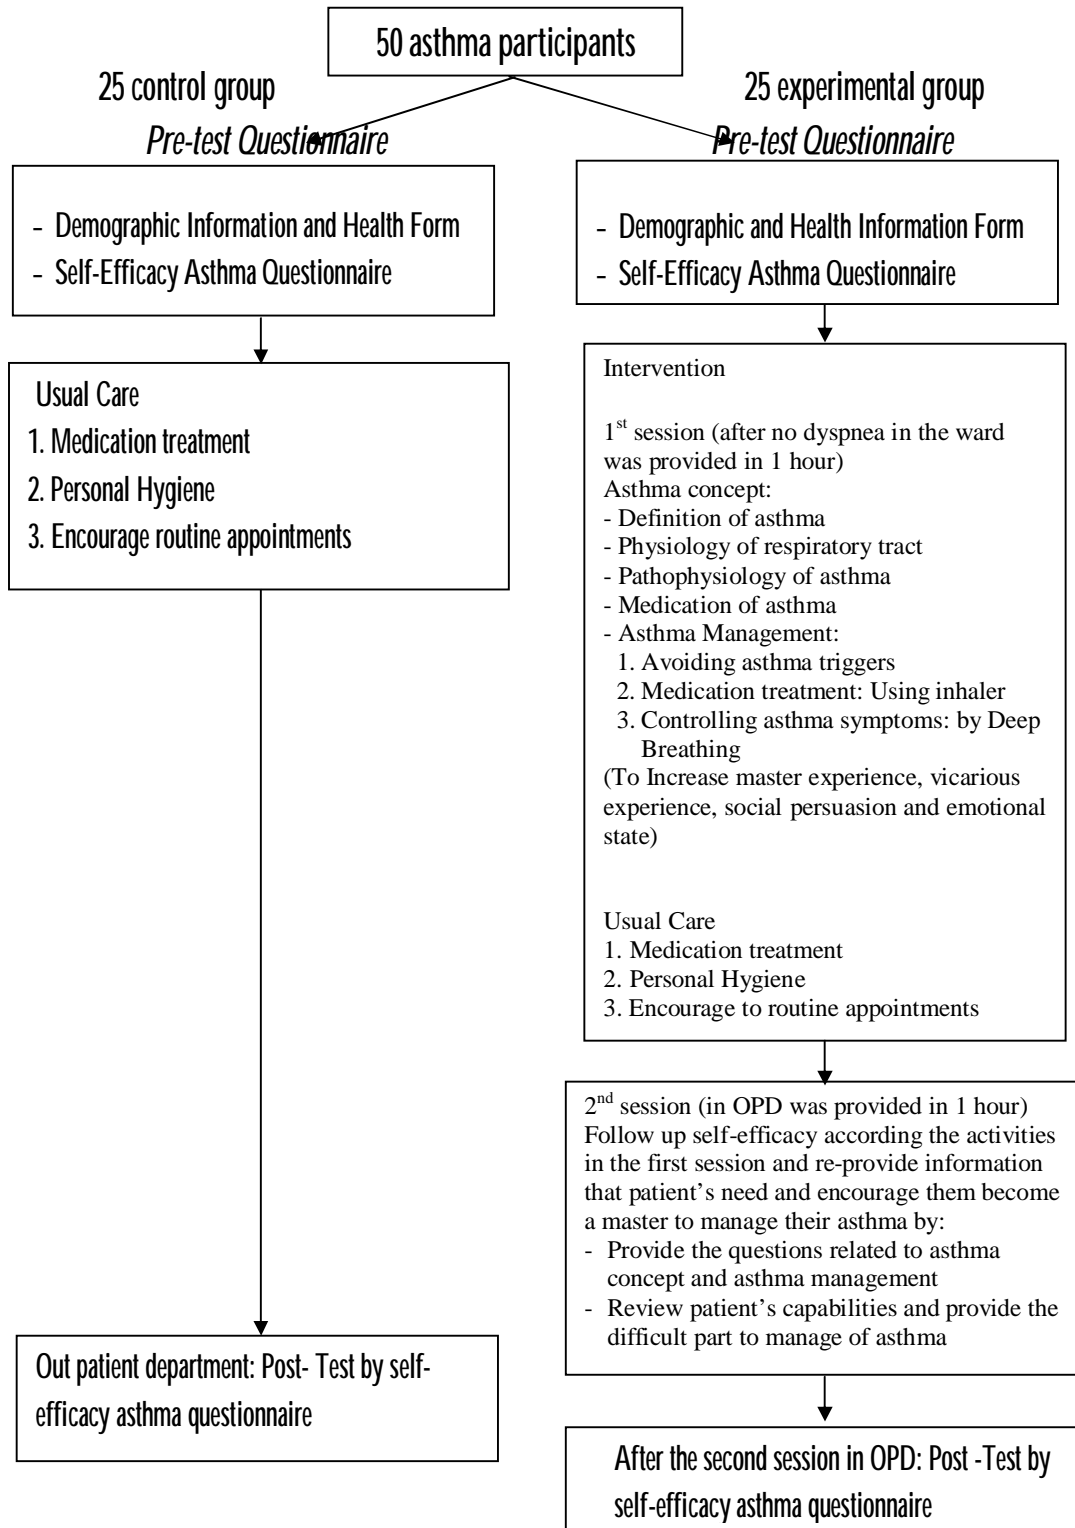 50 asthma participants
25 control group
Pre-test Questionnaire
- Demographic Information and Health Form
- Self-Efficacy Asthma Questionnaire
Usual Care
1. Medication treatment
2. Personal Hygiene
3. Encourage routine appointments
Out patient department: Post- Test by self-
efficacy asthma questionnaire
25 experimental group
Pre-test Questionnaire
- Demographic and Health Information Form
- Self-Efficacy Asthma Questionnaire
Intervention
1st session (after no dyspnea in the ward
was provided in 1 hour)
Asthma concept:
- Definition of asthma
- Physiology of respiratory tract
- Pathophysiology of asthma
- Medication of asthma
- Asthma Management:
1. Avoiding asthma triggers
2. Medication treatment: Using inhaler
3. Controlling asthma symptoms: by Deep
Breathing
(To Increase master experience, vicarious
experience, social persuasion and emotional
state)
Usual Care
1. Medication treatment
2. Personal Hygiene
3. Encourage to routine appointments
2nd session (in OPD was provided in 1 hour)
Follow up self-efficacy according the activities
in the first session and re-provide information
that patient's need and encourage them become
a master to manage their asthma by:
- Provide the questions related to asthma
concept and asthma management
- Review patient's capabilities and provide the
difficult part to manage of asthma
After the second session in OPD: Post -Test by
self-efficacy asthma questionnaire